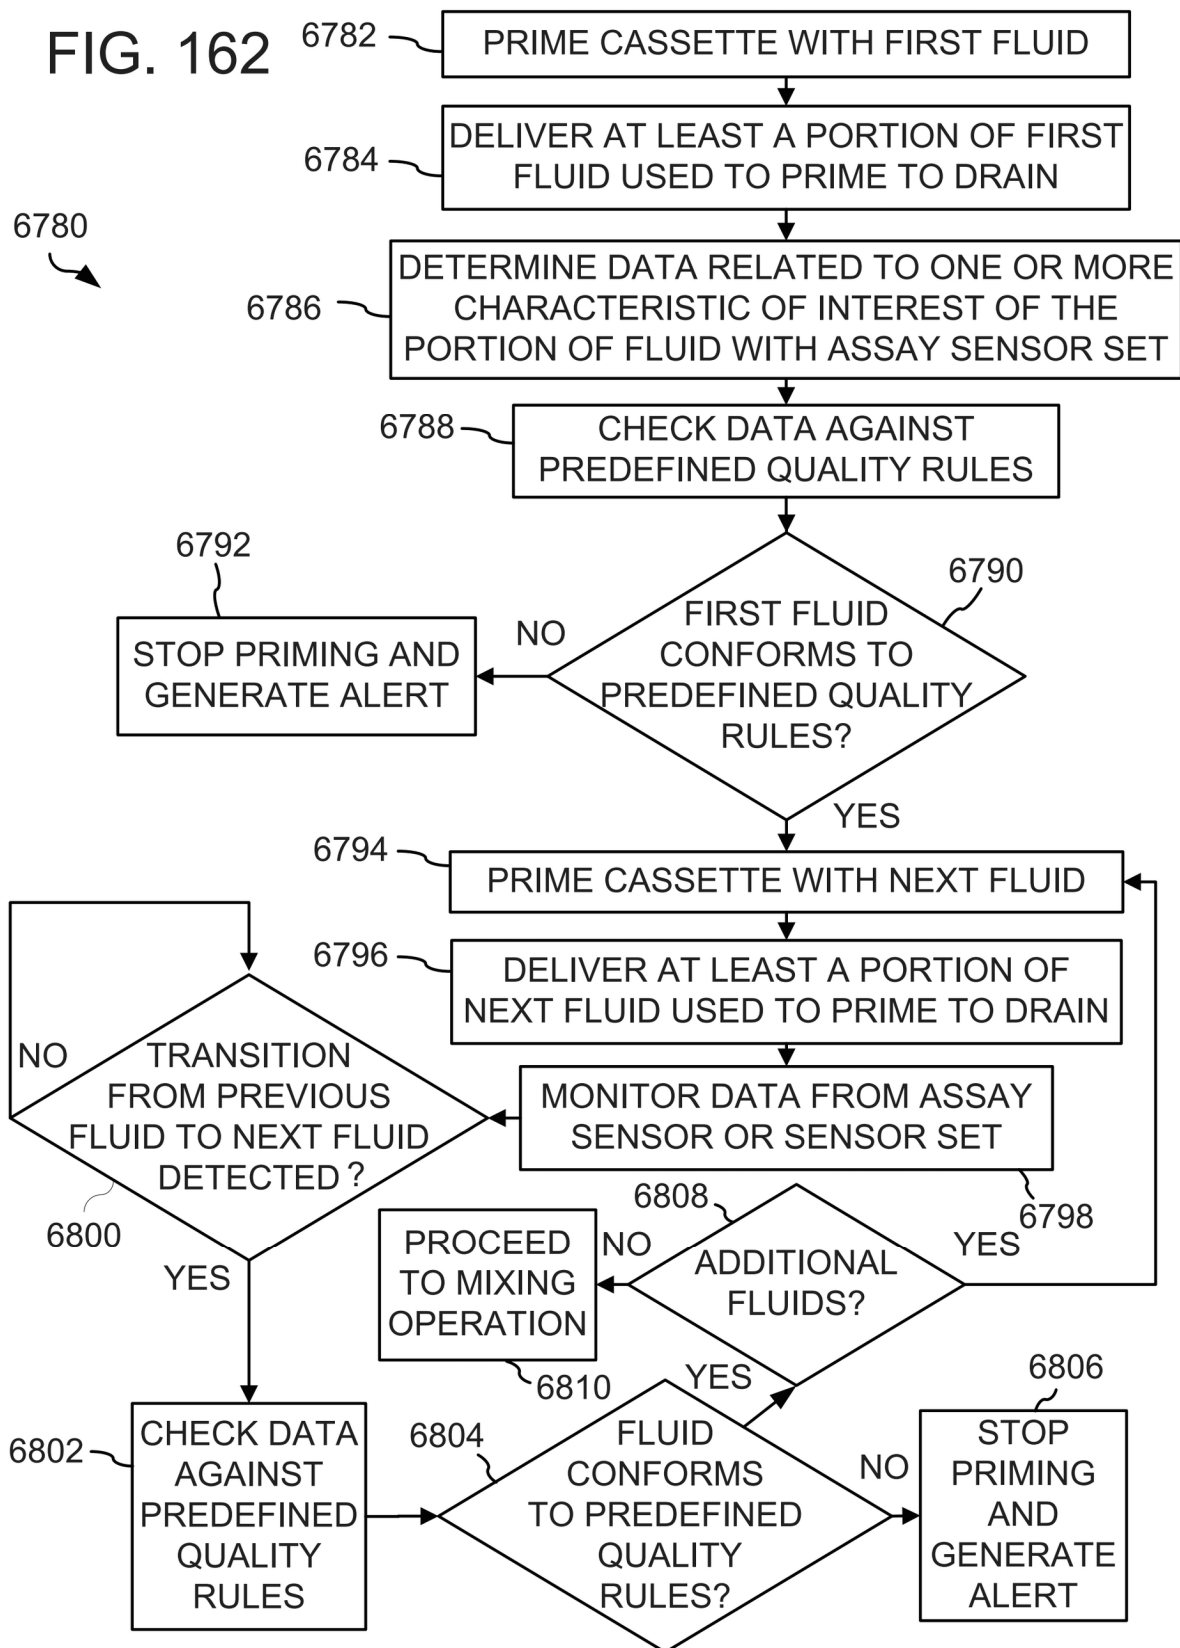 FIG. 162
6782
PRIME CASSETTE WITH FIRST FLUID
6784
DELIVER AT LEAST A PORTION OF FIRST
FLUID USED TO PRIME TO DRAIN
6780
6786
DETERMINE DATA RELATED TO ONE OR MORE
CHARACTERISTIC OF INTEREST OF THE
PORTION OF FLUID WITH ASSAY SENSOR SET
6788
CHECK DATA AGAINST
PREDEFINED QUALITY RULES
6792
STOP PRIMING AND
GENERATE ALERT
NO
6790
FIRST FLUID
CONFORMS TO
PREDEFINED QUALITY
RULES?
YES
6794
PRIME CASSETTE WITH NEXT FLUID
6796
DELIVER AT LEAST A PORTION OF
NEXT FLUID USED TO PRIME TO DRAIN
MONITOR DATA FROM ASSAY
SENSOR OR SENSOR SET
6798
NO
TRANSITION
FROM PREVIOUS
FLUID TO NEXT FLUID
DETECTED?
6800
YES
6808
ADDITIONAL
FLUIDS?
YES
NO
PROCEED
TO MIXING
OPERATION
6810
6802
CHECK DATA
AGAINST
PREDEFINED
QUALITY
RULES
6804
FLUID
CONFORMS
TO PREDEFINED
QUALITY
RULES?
YES
NO
6806
STOP
PRIMING
AND
GENERATE
ALERT